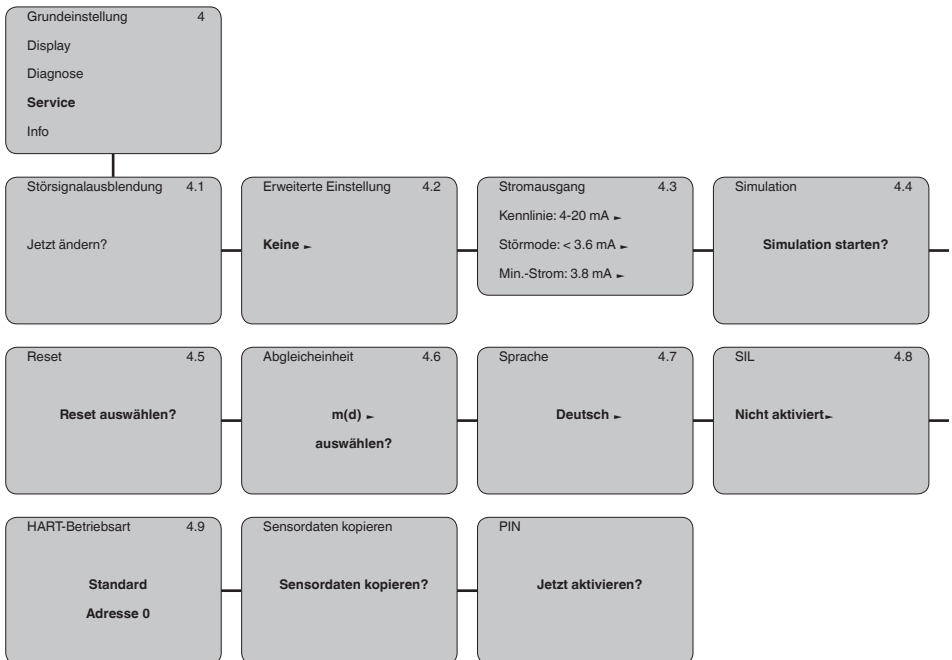 Grundeinstellung 4
Display
Diagnose
Service
Info
Störsignalausblendung 4.1
Jetzt ändern?
Erweiterte Einstellung 4.2
Keine ►
Stromausgang 4.3
Kennlinie: 4-20 mA ►
Störmode: < 3.6 mA ►
Min.-Strom: 3.8 mA ►
Simulation 4.4
Simulation starten?
Reset 4.5
Reset auswählen?
Abgleicheinheit 4.6
m(d) ►
auswählen?
Sprache 4.7
Deutsch ►
SIL 4.8
Nicht aktiviert ►
HART-Betriebsart 4.9
Standard
Adresse 0
Sensordaten kopieren
Sensordaten kopieren?
PIN
Jetzt aktivieren?